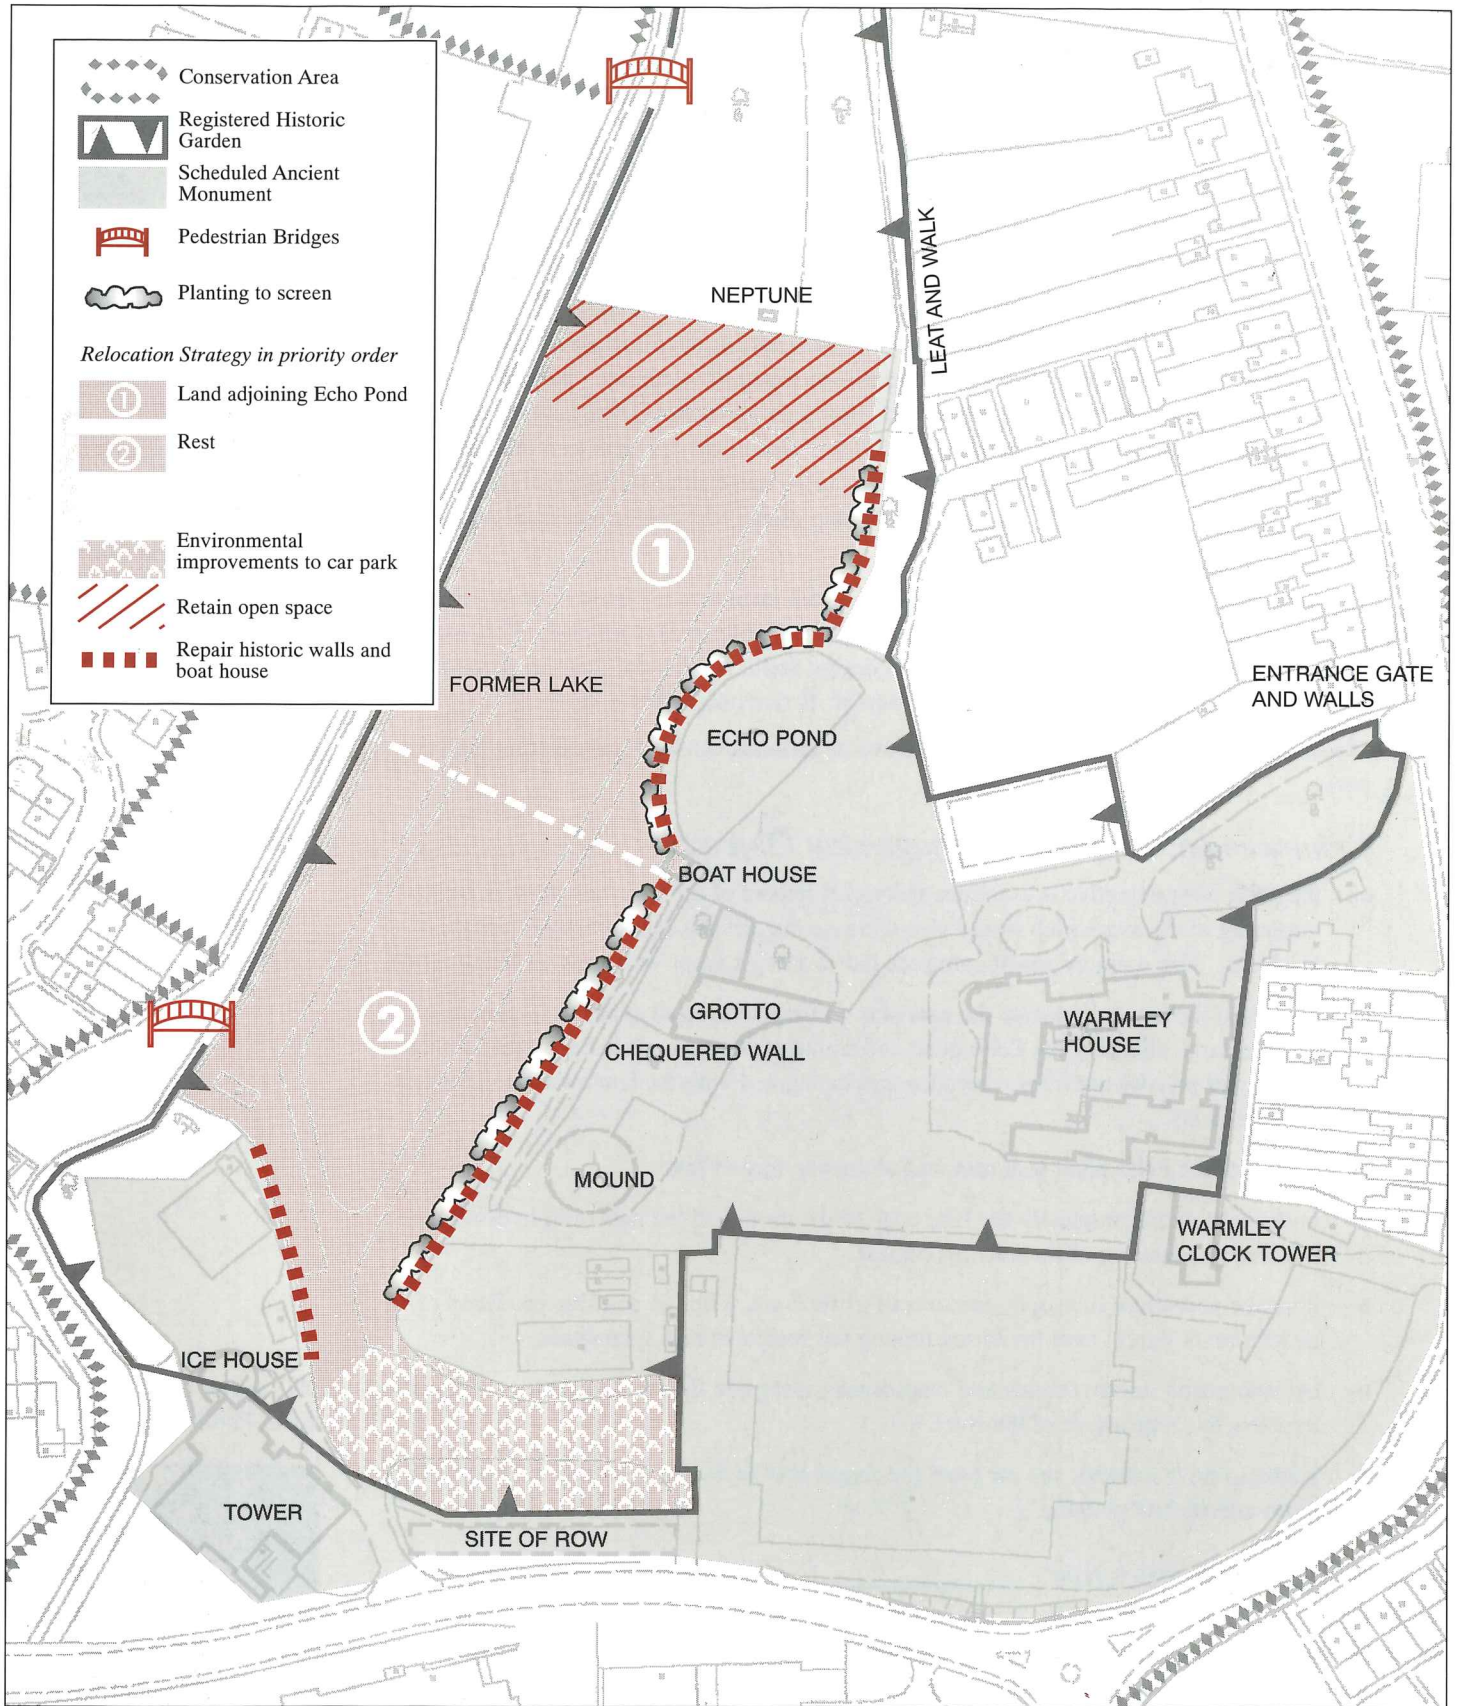 Conservation Area
Registered Historic
Garden
Scheduled Ancient
Monument
Pedestrian Bridges
Planting to screen
Relocation Strategy in priority order
1
Land adjoining Echo Pond
2
Rest
Environmental
improvements to car park
Retain open space
Repair historic walls and
boat house
NEPTUNE
LEAT AND WALK
1
FORMER LAKE
ENTRANCE GATE
AND WALLS
ECHO POND
BOAT HOUSE
2
GROTTO
CHEQUERED WALL
WARMLEY
HOUSE
MOUND
WARMLEY
CLOCK TOWER
ICE HOUSE
TOWER
SITE OF ROW